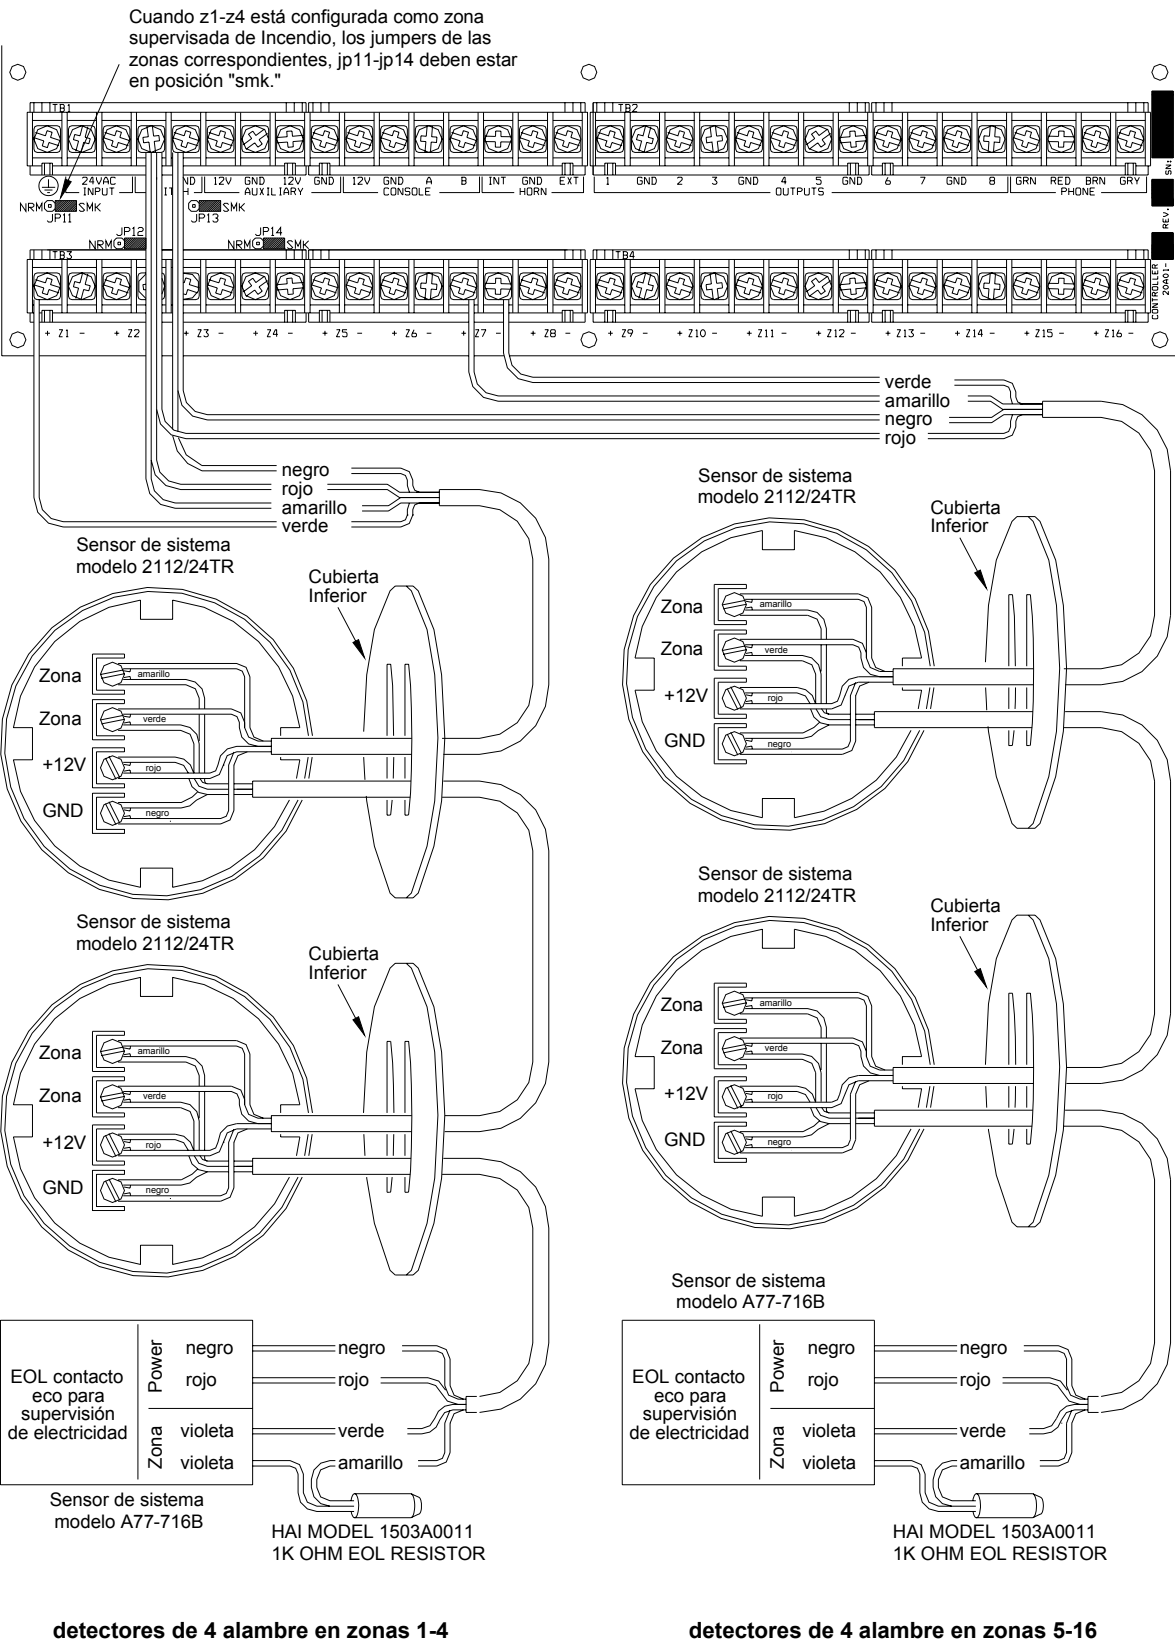 Cuando z1-z4 está configurada como zona
supervisada de Incendio, los jumpers de las
zonas correspondientes, jp11-jp14 deben estar
en posición "smk."
TB1
TB2
24VAC
INPUT
ND
TH
12V GND 12V GND
AUXILIARY
12V GND A B
CONSOLE
INT GND EXT
HORN
1 GND 2 3 GND 4 5 GND 6 7 GND 8
OUTPUTS
GRN RED BRN GRY
PHONE
SN:
REV.
CONTROLLER
20A01-
NRM SMK
JP11
SMK
JP13
JP12
NRM
JP14
NRM SMK
TB3
TB4
+ Z1 - + Z2 + Z3 - + Z4 - + Z5 - + Z6 - + Z7 - + Z8 - + Z9 - + Z10 - + Z11 - + Z12 - + Z13 - + Z14 - + Z15 - + Z16 -
verde
amarillo
negro
rojo
negro
rojo
amarillo
verde
Sensor de sistema
modelo 2112/24TR
Cubierta
Inferior
Zona
amarillo
Zona
verde
+12V
rojo
GND
negro
Sensor de sistema
modelo 2112/24TR
Cubierta
Inferior
Zona
amarillo
Zona
verde
+12V
rojo
GND
negro
Sensor de sistema
modelo 2112/24TR
Cubierta
Inferior
Zona
amarillo
Zona
verde
+12V
rojo
GND
negro
Sensor de sistema
modelo 2112/24TR
Cubierta
Inferior
Zona
amarillo
Zona
verde
+12V
rojo
GND
negro
EOL contacto
eco para
supervisión
de electricidad
Power
Zona
negro
rojo
violeta
violeta
negro
rojo
verde
amarillo
Sensor de sistema
modelo A77-716B
HAI MODEL 1503A0011
1K OHM EOL RESISTOR
Sensor de sistema
modelo A77-716B
EOL contacto
eco para
supervisión
de electricidad
Power
Zona
negro
rojo
violeta
violeta
negro
rojo
verde
amarillo
HAI MODEL 1503A0011
1K OHM EOL RESISTOR
detectores de 4 alambre en zonas 1-4
detectores de 4 alambre en zonas 5-16